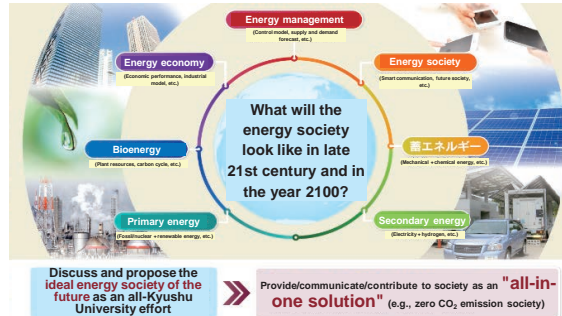 Energy management
(Control model, supply and demand
forecast, etc.)
Energy economy
(Economic performance, industrial
model, etc.)
Energy society
(Smart communication, future society,
etc.)
What will the
energy society
look like in late
21st century and in
the year 2100?
Bioenergy
(Plant resources, carbon cycle, etc.)
蓄エネルギー
(Mechanical + chemical energy, etc.)
Primary energy
(Fossil/nuclear + renewable energy, etc.)
Secondary energy
(Electricity + hydrogen, etc.)
Discuss and propose the
ideal energy society of the
future as an all-Kyushu
University effort
Provide/communicate/contribute to society as an "all-in-
one solution" (e.g., zero CO₂ emission society)